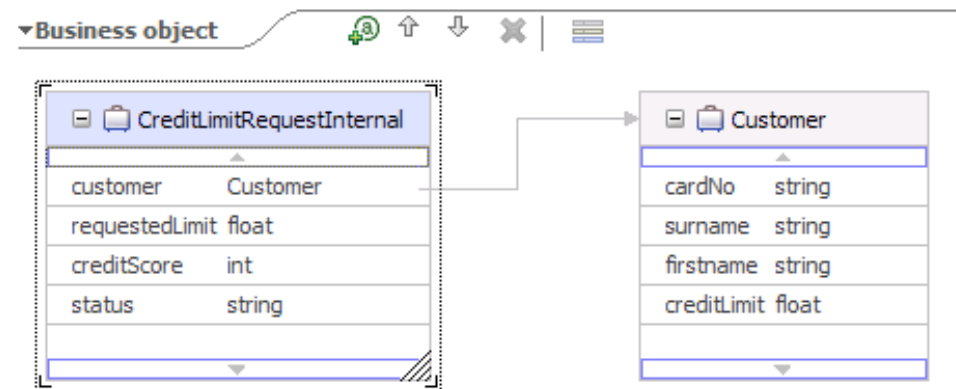 Business object
CreditLimitRequestInternal
customer Customer
requestedLimit float
creditScore int
status string
Customer
cardNo string
surname string
firstname string
creditLimit float